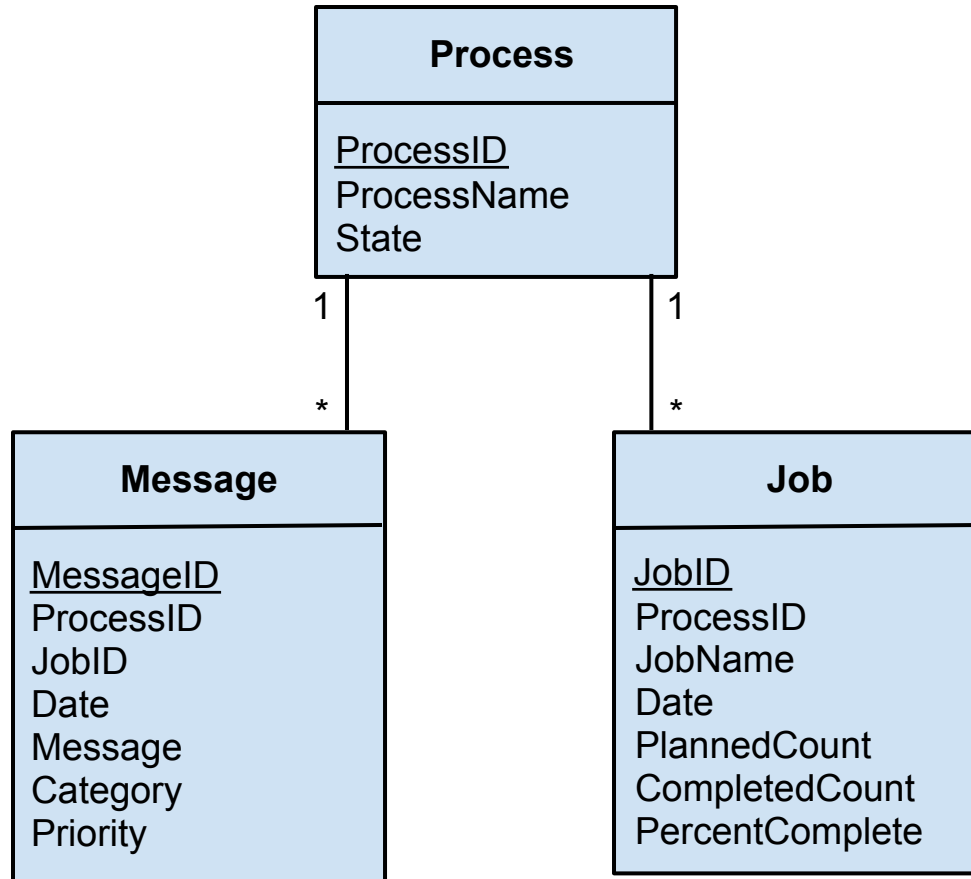 Process
ProcessID
ProcessName
State
1
1
*
*
Message
MessageID
ProcessID
JobID
Date
Message
Category
Priority
Job
JobID
ProcessID
JobName
Date
PlannedCount
CompletedCount
PercentComplete